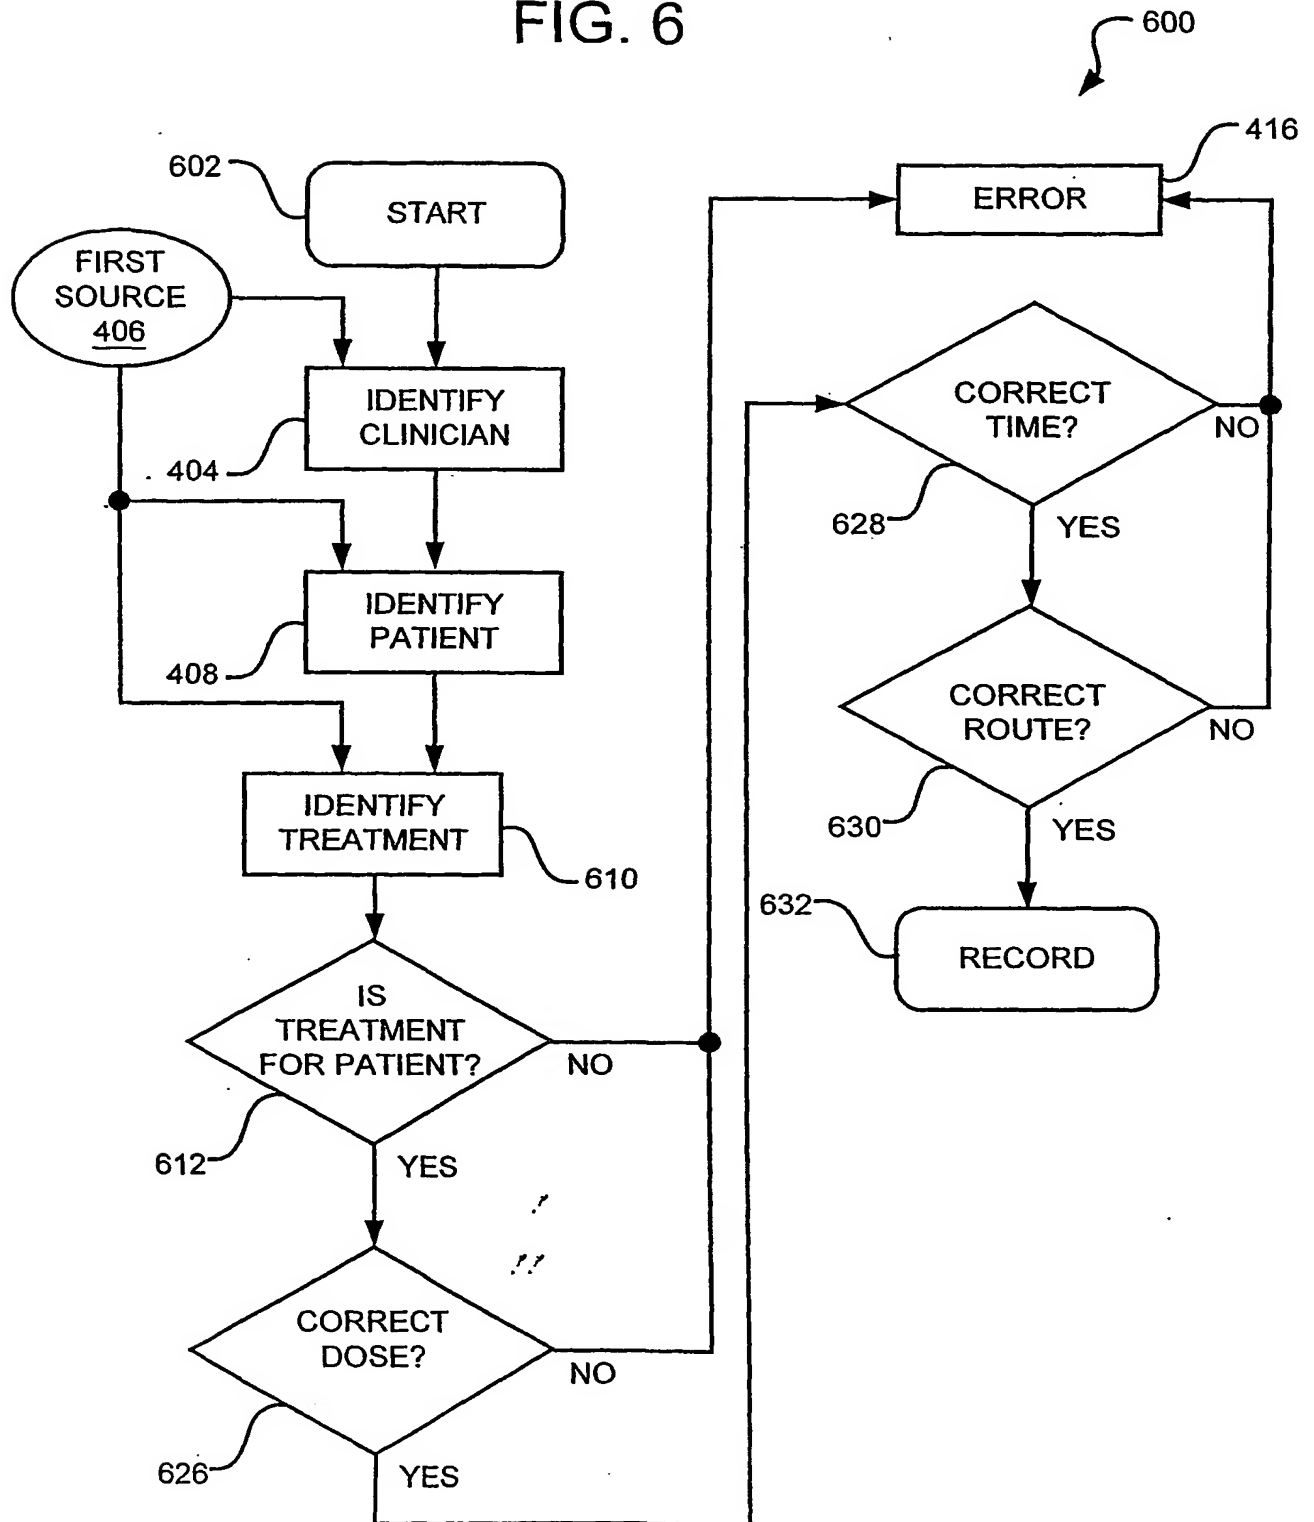 FIG. 6
600
416
602
START
ERROR
FIRST
SOURCE
406
IDENTIFY
CLINICIAN
404
CORRECT
TIME?
NO
628
YES
IDENTIFY
PATIENT
408
CORRECT
ROUTE?
NO
630
YES
IDENTIFY
TREATMENT
610
632
RECORD
IS
TREATMENT
FOR PATIENT?
NO
612
YES
CORRECT
DOSE?
NO
626
YES